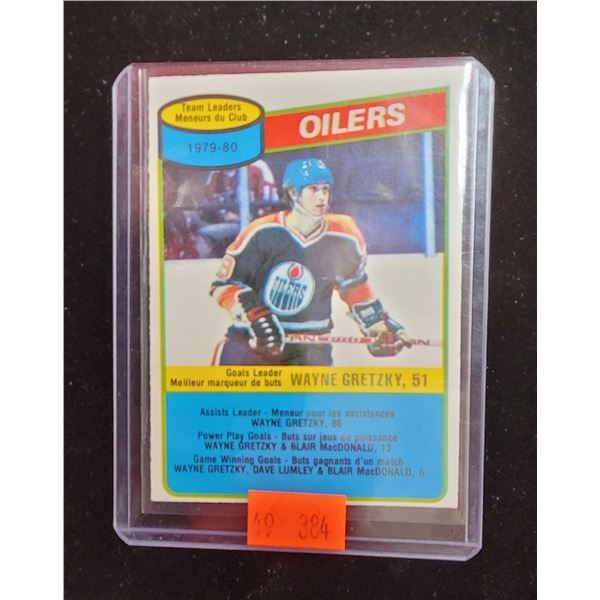 Team Leaders
Meneurs du Club
1979-80
OILERS
OILERS
Goals Leader
Meilleur marqueur de buts
WAYNE GRETZKY, 51
Assists Leader - Meneur pour les assistances
WAYNE GRETZKY, 86
Power Play Goals - Buts sur jeux de puissance
WAYNE GRETZKY & BLAIR MacDONALD, 13
Game Winning Goals - Buts gagnants d'un match
WAYNE GRETZKY, DAVE LUMLEY & BLAIR MacDONALD, 6
49 384